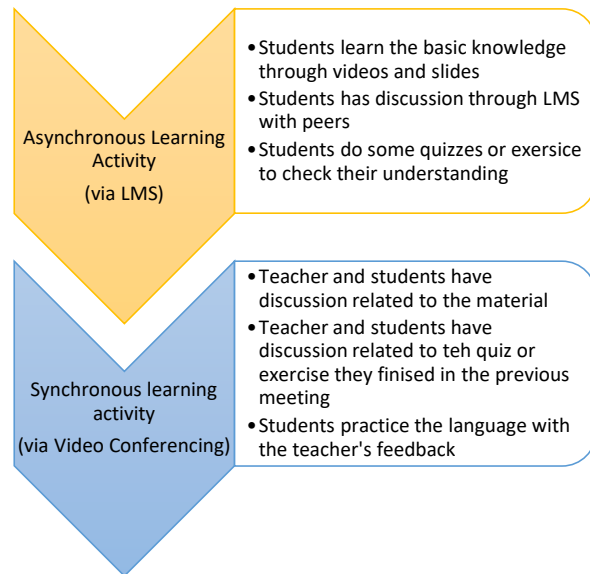 Asynchronous Learning
Activity
(via LMS)
•Students learn the basic knowledge
through videos and slides
•Students has discussion through LMS
with peers
•Students do some quizzes or exersice
to check their understanding
Synchronous learning
activity
(via Video Conferencing)
•Teacher and students have
discussion related to the material
•Teacher and students have
discussion related to teh quiz or
exercise they finised in the previous
meeting
•Students practice the language with
the teacher's feedback